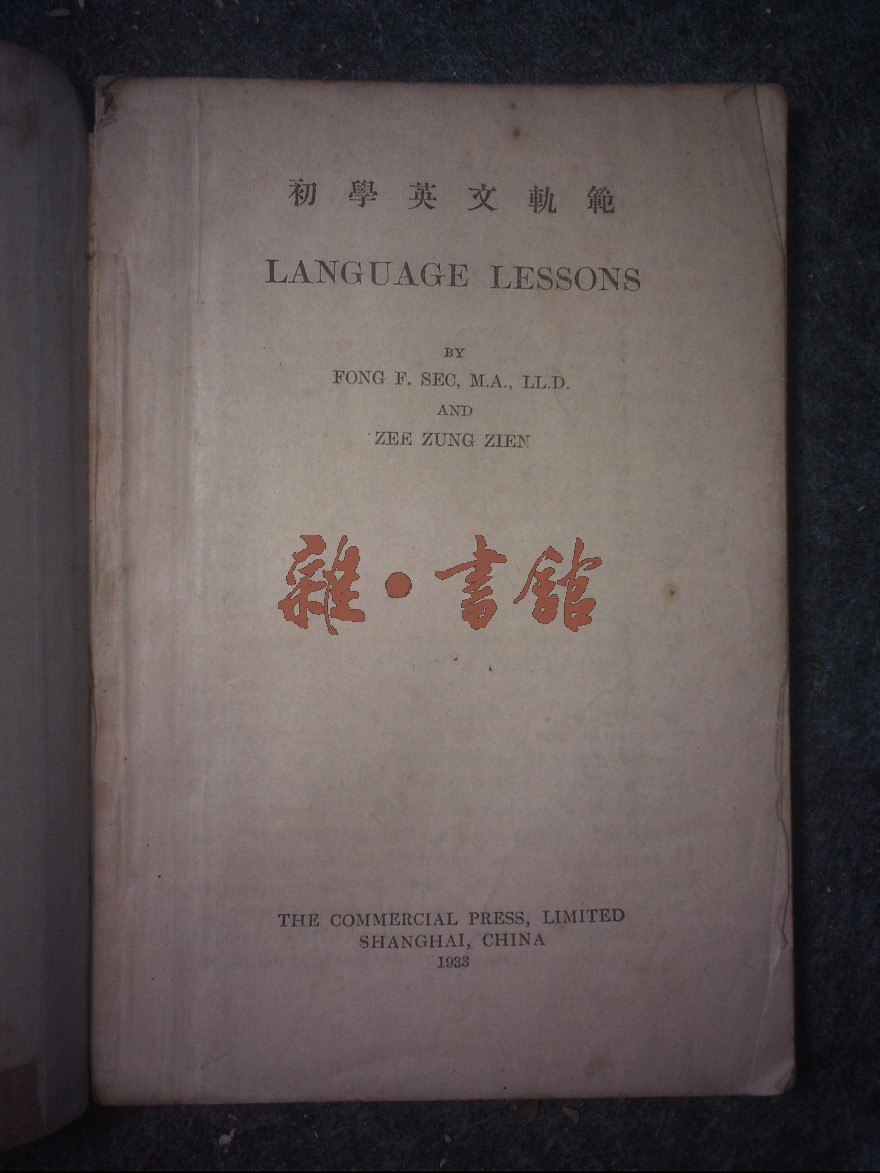 初學英文軌範
LANGUAGE LESSONS
BY
FONG F. SEC, M.A., LL.D.
AND
ZEE ZUNG ZIEN
雜·書館
THE COMMERCIAL PRESS, LIMITED
SHANGHAI, CHINA
1933